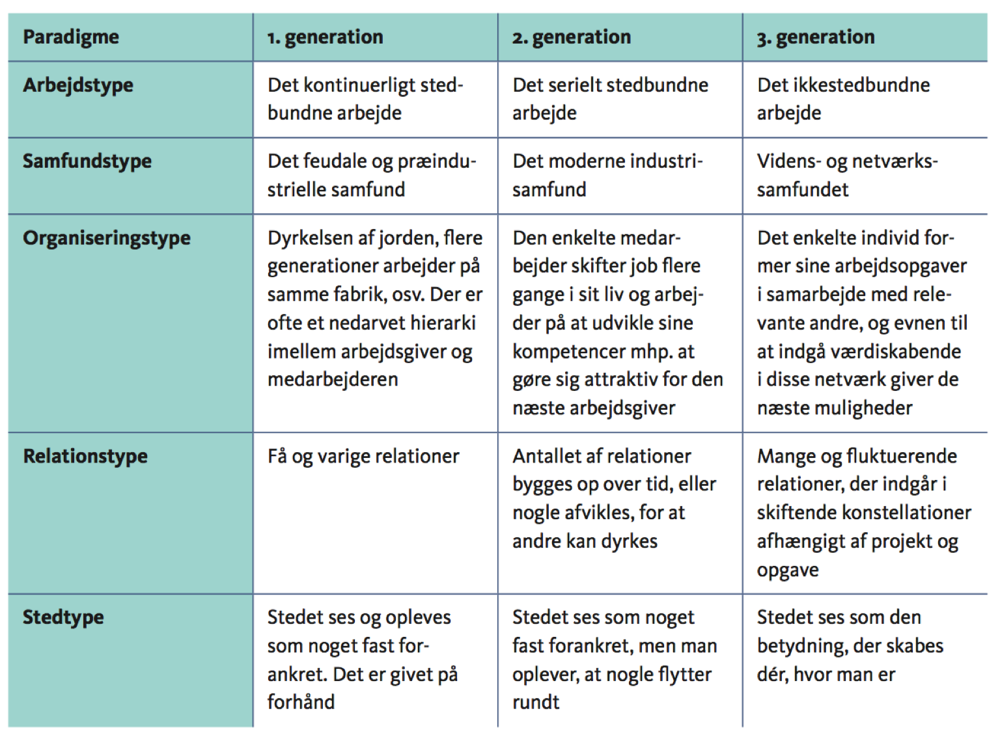 Paradigme
1. generation
2. generation
3. generation
Arbejdstype
Det kontinuerligt sted-
bundne arbejde
Det serielt stedbundne
arbejde
Det ikkestedbundne
arbejde
Samfundstype
Det feudale og præindu-
strielle samfund
Det moderne industri-
samfund
Videns- og netværks-
samfundet
Organiseringstype
Dyrkelsen af jorden, flere
generationer arbejder på
samme fabrik, osv. Der er
ofte et nedarvet hierarki
imellem arbejdsgiver og
medarbejderen
Den enkelte medar-
bejder skifter job flere
gange i sit liv og arbej-
der på at udvikle sine
kompetencer mhp. at
gøre sig attraktiv for den
næste arbejdsgiver
Det enkelte individ for-
mer sine arbejdsopgaver
i samarbejde med rele-
vante andre, og evnen til
at indgå værdiskabende
i disse netværk giver de
næste muligheder
Relationstype
Få og varige relationer
Antallet af relationer
bygges op over tid, eller
nogle afvikles, for at
andre kan dyrkes
Mange og fluktuerende
relationer, der indgår i
skiftende konstellationer
afhængigt af projekt og
opgave
Stedtype
Stedet ses og opleves
som noget fast for-
ankret. Det er givet på
forhånd
Stedet ses som noget
fast forankret, men man
oplever, at nogle flytter
rundt
Stedet ses som den
betydning, der skabes
dér, hvor man er